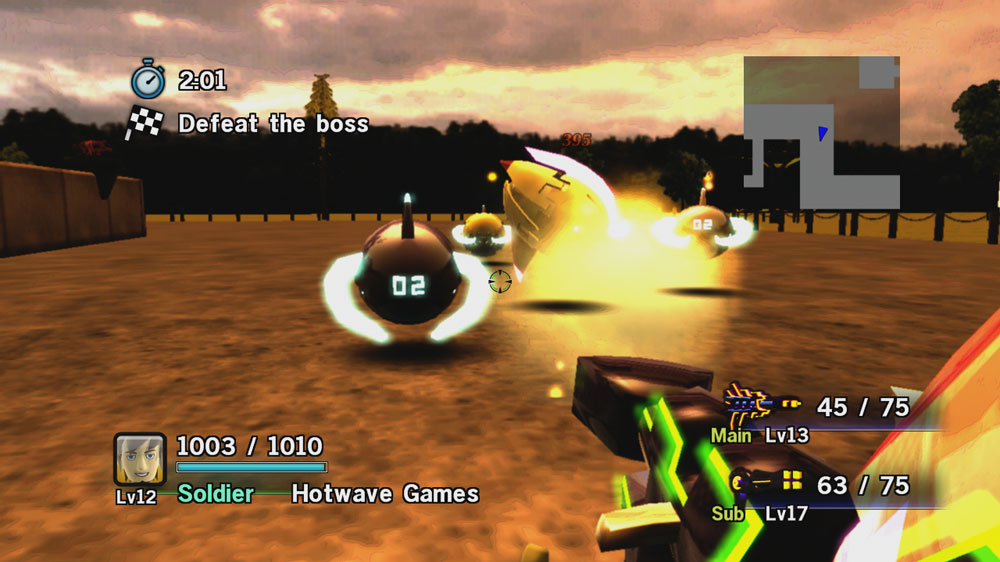 2:01
Defeat the boss
395
02
02
45 / 75
Main Lv13
1003 / 1010
63 / 75
Lv12 Soldier Hotwave Games
Sub Lv17